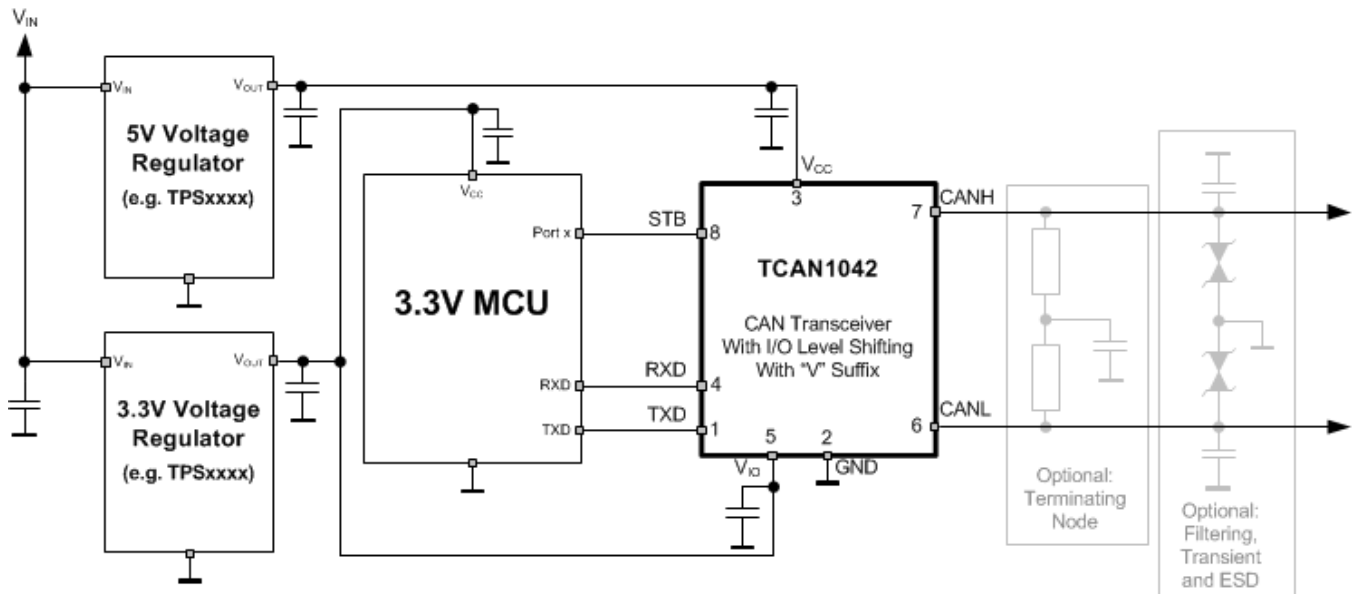 VIN
VIN
VOUT
5V Voltage
Regulator
(e.g. TPSxxxx)
VIN
VOUT
3.3V Voltage
Regulator
(e.g. TPSxxxx)
VCC
Port x
3.3V MCU
RXD
TXD
STB
RXD
TXD
VCC
3
8
4
1
TCAN1042
CAN Transceiver
With I/O Level Shifting
With “V” Suffix
5
2
VIO
GND
7
CANH
6
CANL
Optional:
Terminating
Node
Optional:
Filtering,
Transient
and ESD